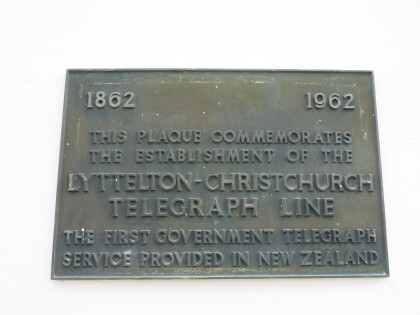 1862 1962
THIS PLAQUE COMMEMORATES
THE ESTABLISHMENT OF THE
LYTTELTON-CHRISTCHURCH
TELEGRAPH LINE
THE FIRST GOVERNMENT TELEGRAPH
SERVICE PROVIDED IN NEW ZEALAND